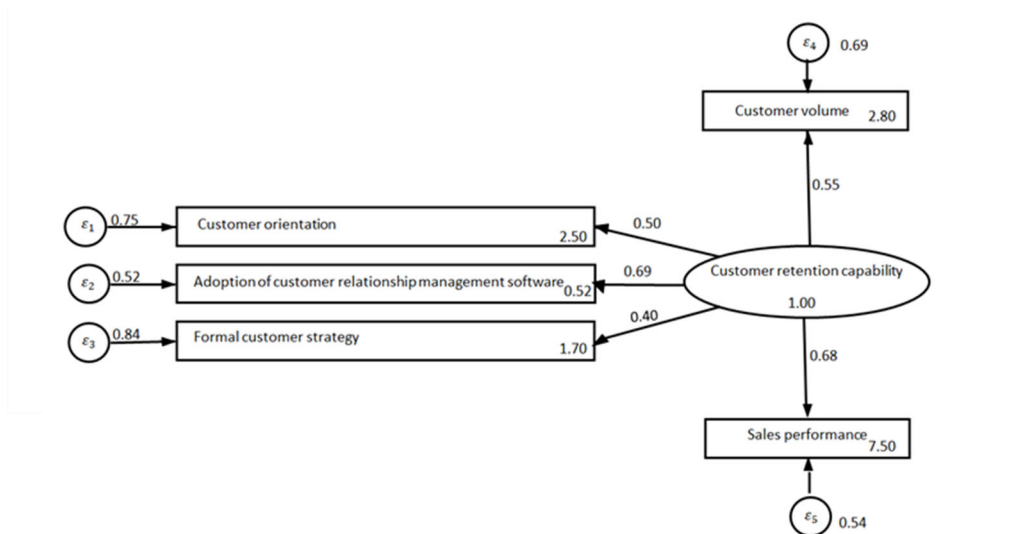 ε4 0.69
Customer volume 2.80
0.55
ε1 0.75 Customer orientation 2.50 0.50
ε2 0.52 Adoption of customer relationship management software 0.52 0.69
Customer retention capability
1.00
ε3 0.84 Formal customer strategy 1.70 0.40
0.68
Sales performance 7.50
ε5 0.54